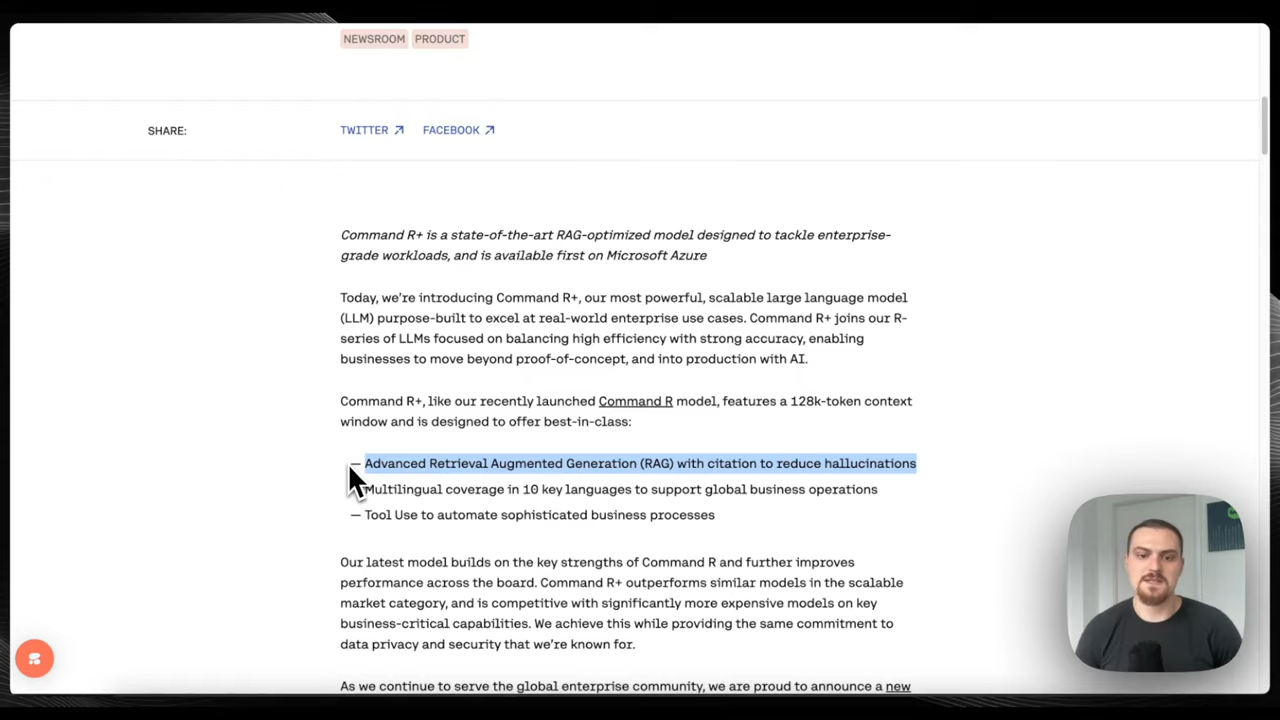 NEWSROOM PRODUCT
SHARE: TWITTER FACEBOOK
Command R+ is a state-of-the-art RAG-optimized model designed to tackle enterprise-
grade workloads, and is available first on Microsoft Azure
Today, we’re introducing Command R+, our most powerful, scalable large language model
(LLM) purpose-built to excel at real-world enterprise use cases. Command R+ joins our R-
series of LLMs focused on balancing high efficiency with strong accuracy, enabling
businesses to move beyond proof-of-concept, and into production with AI.
Command R+, like our recently launched Command R model, features a 128k-token context
window and is designed to offer best-in-class:
— Advanced Retrieval Augmented Generation (RAG) with citation to reduce hallucinations
Multilingual coverage in 10 key languages to support global business operations
— Tool Use to automate sophisticated business processes
Our latest model builds on the key strengths of Command R and further improves
performance across the board. Command R+ outperforms similar models in the scalable
market category, and is competitive with significantly more expensive models on key
business-critical capabilities. We achieve this while providing the same commitment to
data privacy and security that we’re known for.
As we continue to serve the global enterprise community, we are proud to announce a new